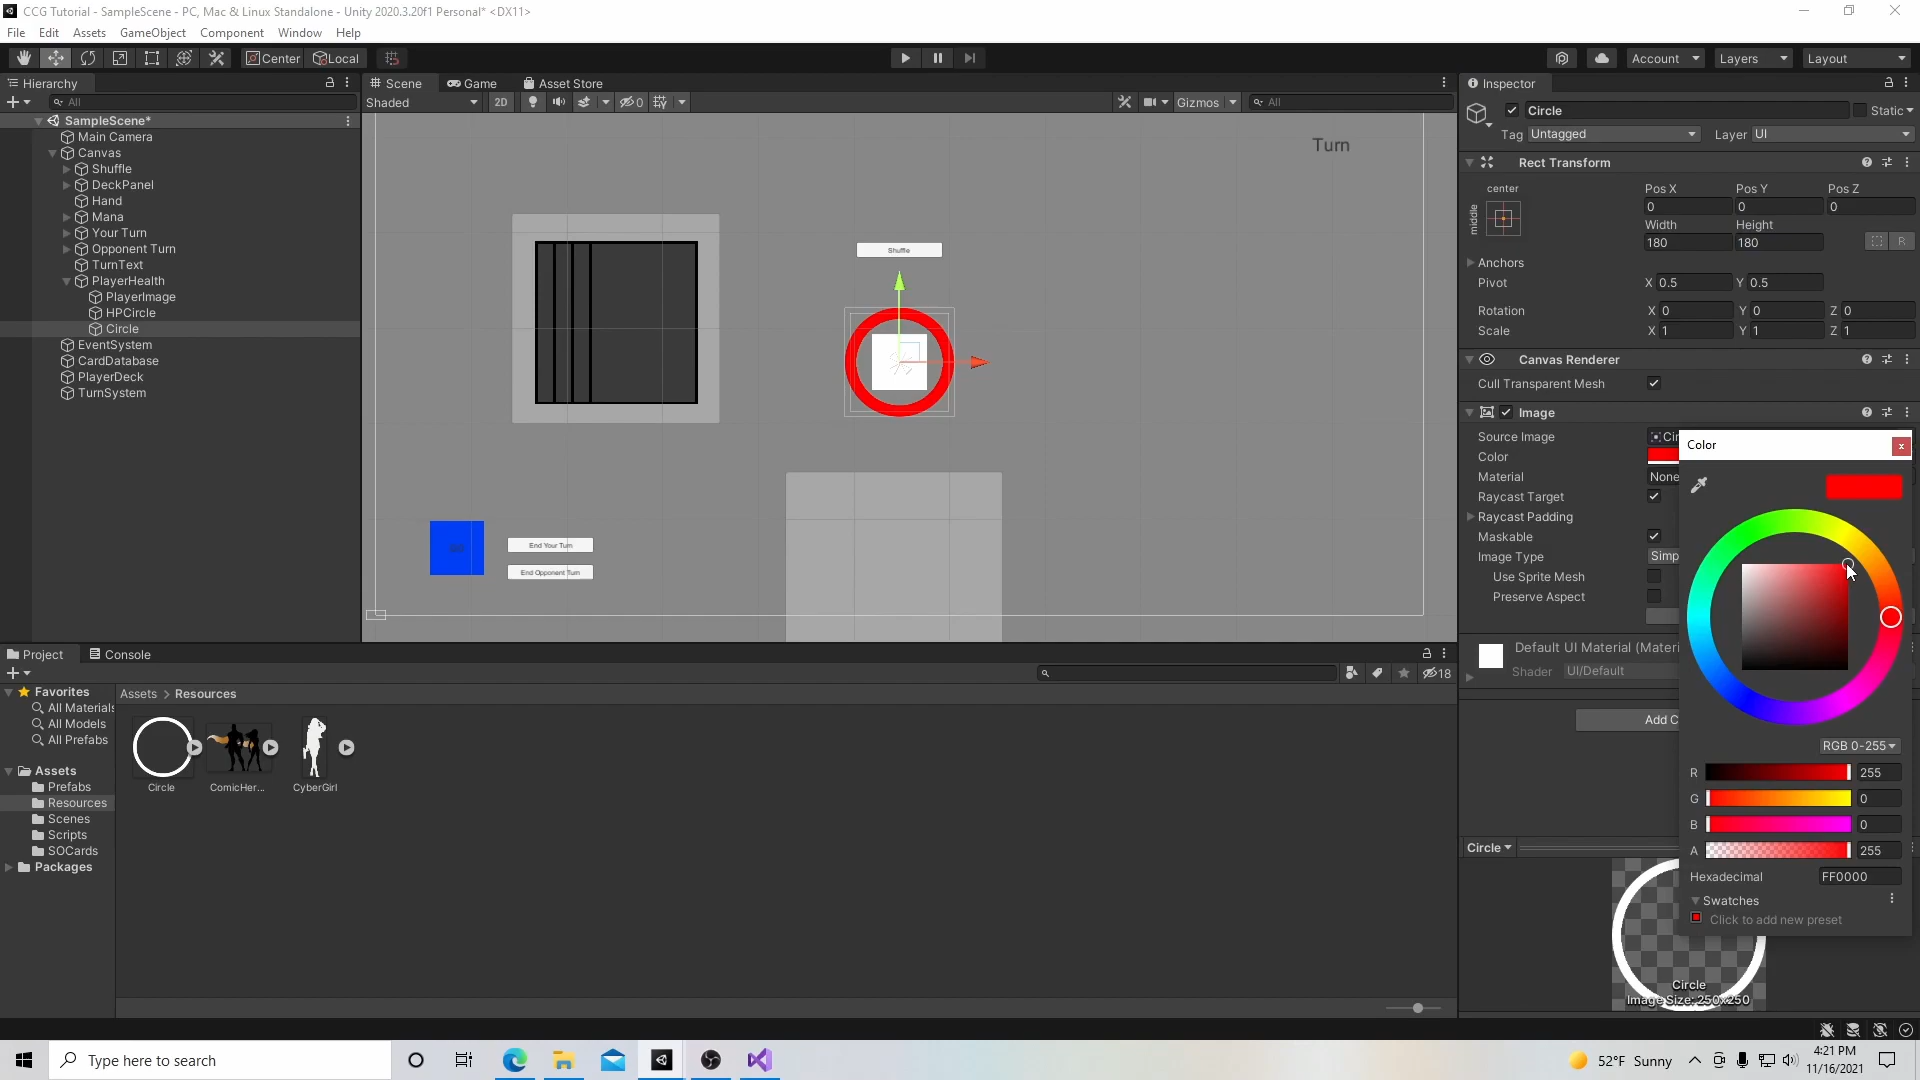 CCG Tutorial - SampleScene - PC, Mac & Linux Standalone - Unity 2020.3.20f1 Personal* <DX11>
File Edit Assets GameObject Component Window Help
Center Local Account Layers Layout
Hierarchy
All
SampleScene*
Main Camera
Canvas
Shuffle
DeckPanel
Hand
Mana
Your Turn
Opponent Turn
TurnText
PlayerHealth
PlayerImage
HPCircle
Circle
EventSystem
CardDatabase
PlayerDeck
TurnSystem
Scene Game Asset Store
Shaded 2D 0 Gizmos All
Turn
Shuffle
End Your Turn
End Opponent Turn
Inspector
Circle Static
Tag Untagged Layer UI
Rect Transform
center
middle
Pos X Pos Y Pos Z
0 0 0
Width Height
180 180 R
Anchors
Pivot X 0.5 Y 0.5
Rotation X 0 Y 0 Z 0
Scale X 1 Y 1 Z 1
Canvas Renderer
Cull Transparent Mesh
Image
Source Image Cir
Color
Material None
Raycast Target
Raycast Padding
Maskable
Image Type Simp
Use Sprite Mesh
Preserve Aspect
Default UI Material (Materi
Shader UI/Default
Add C
Color
x
RGB 0-255
R 255
G 0
B 0
A 255
Hexadecimal FF0000
Swatches
Click to add new preset
Circle
Circle
Image Size: 250x250
Project Console
18
Favorites
All Materials
All Models
All Prefabs
Assets
Prefabs
Resources
Scenes
Scripts
SOCards
Packages
Assets > Resources
Circle ComicHer... CyberGirl
Type here to search
52°F Sunny
4:21 PM
11/16/2021